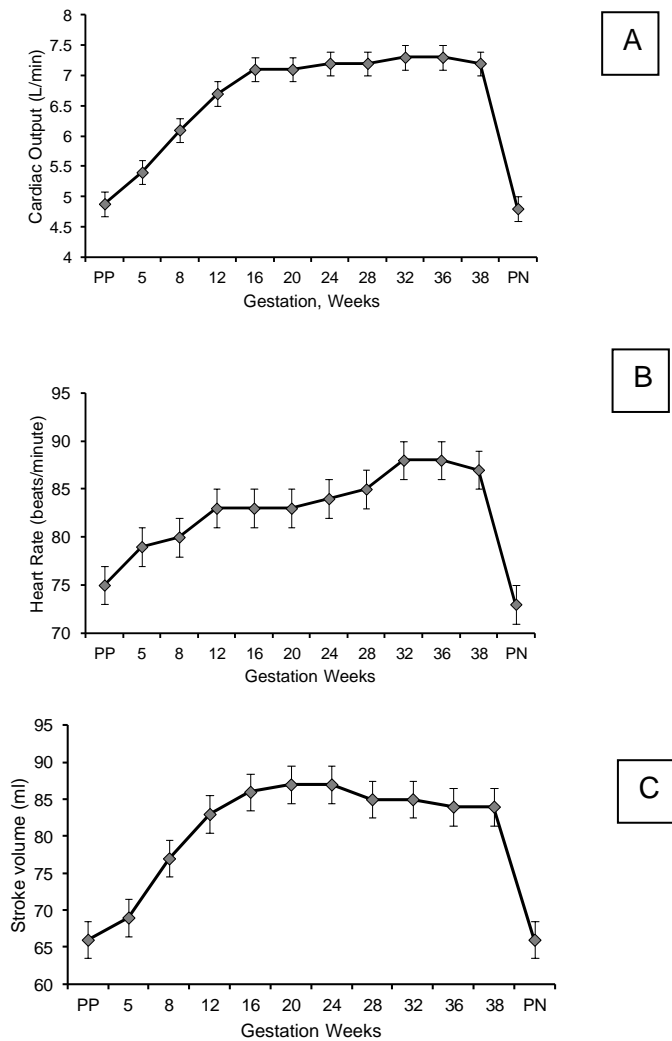 A
Cardiac Output (L/min)
8
7.5
7
6.5
6
5.5
5
4.5
4
PP 5 8 12 16 20 24 28 32 36 38 PN
Gestation, Weeks
B
Heart Rate (beats/minute)
95
90
85
80
75
70
PP 5 8 12 16 20 24 28 32 36 38 PN
Gestation Weeks
C
Stroke volume (ml)
95
90
85
80
75
70
65
60
PP 5 8 12 16 20 24 28 32 36 38 PN
Gestation Weeks